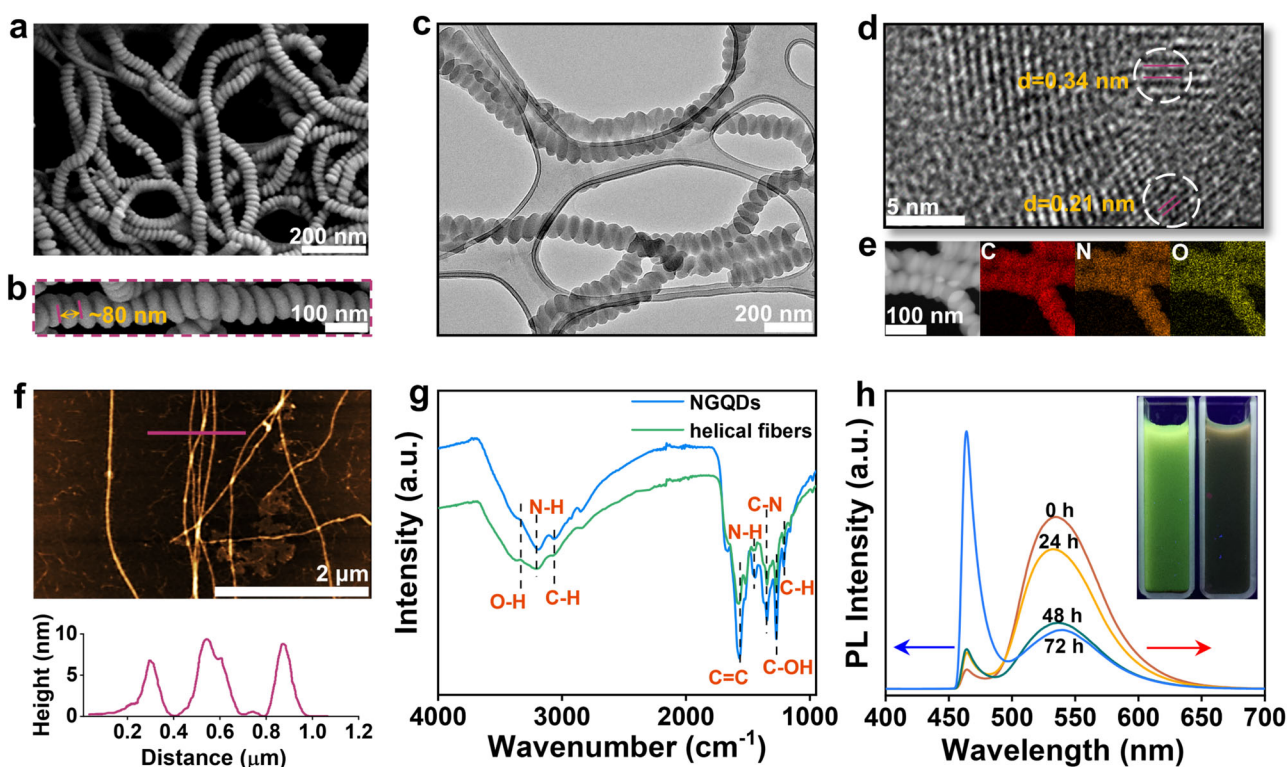 a
200 nm
b
~80 nm
100 nm
c
200 nm
d
d=0.34 nm
d=0.21 nm
5 nm
e
C
N
O
100 nm
f
2 μm
Height (nm)
10
5
0
0.2 0.4 0.6 0.8 1.0 1.2
Distance (μm)
g
NGQDs
helical fibers
N-H
O-H
C-H
C-N
N-H
C-H
C=C
C-OH
Intensity (a.u.)
4000 3000 2000 1000
Wavenumber (cm⁻¹)
h
0 h
24 h
48 h
72 h
PL Intensity (a.u.)
400 450 500 550 600 650 700
Wavelength (nm)